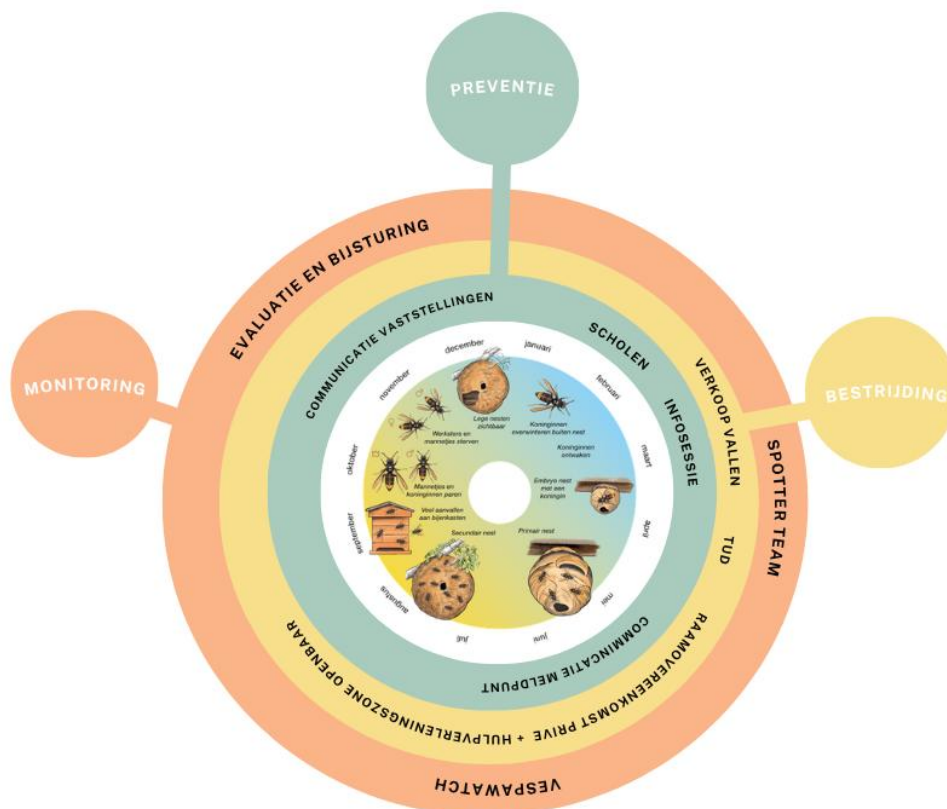 PREVENTIE
MONITORING
BESTRIJDING
EVALUATIE EN BIJSTURING
SPOTTER TEAM
VESPAWATCH
VERKOOP VALLEN
TUD
RAAMOVEREENKOMST PRIVE + HULPVERLENINGSZONE OPENBAAR
COMMUNICATIE VASTSTELLINGEN
SCHOLEN
INFOSESSIE
COMMINCATIE MELDPUNT
januari
februari
maart
april
mei
juni
juli
augustus
september
oktober
november
december
Koninginnen
overwinteren buiten nest
Koninginnen
ontwaken
Embryo nest
met een
koningin
Primair nest
Secundair nest
Veel aanvallen
aan bijenkasten
Mannetjes en
koninginnen paren
Werksters en
mannetjes sterven
Lege nesten
zichtbaar